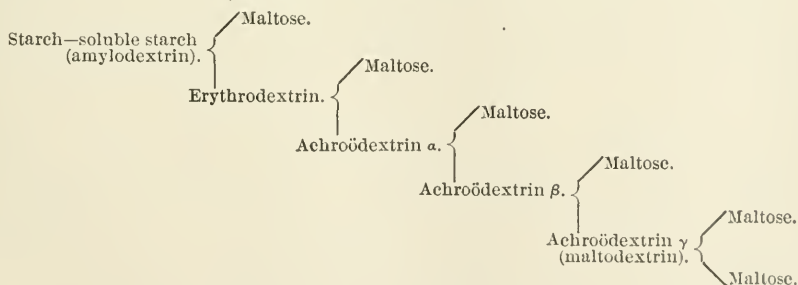 Maltose.
Starch—soluble starch
(amylodextrin).
Maltose.
Erythrodextrin.
Maltose.
Achroödextrin α.
Maltose.
Achroödextrin β.
Maltose.
Achroödextrin γ
(maltodextrin).
Maltose.